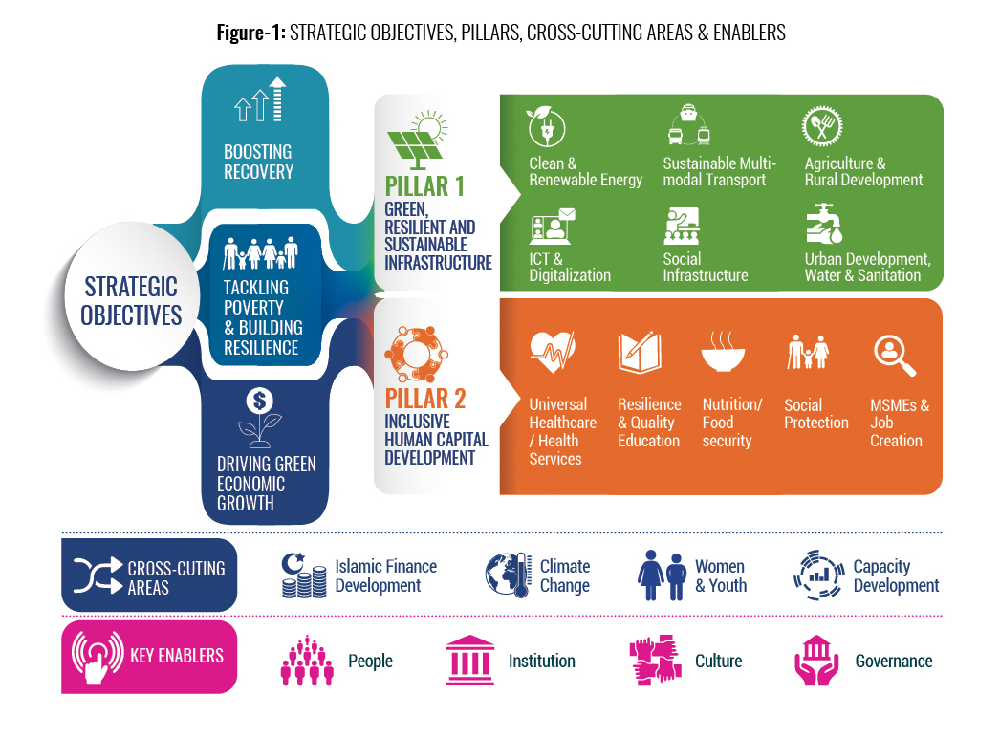 Figure-1: STRATEGIC OBJECTIVES, PILLARS, CROSS-CUTTING AREAS & ENABLERS
STRATEGIC
OBJECTIVES
BOOSTING
RECOVERY
TACKLING
POVERTY
& BUILDING
RESILIENCE
$
DRIVING GREEN
ECONOMIC
GROWTH
PILLAR 1
GREEN,
RESILIENT AND
SUSTAINABLE
INFRASTRUCTURE
Clean &
Renewable Energy
Sustainable Multi-
modal Transport
Agriculture &
Rural Development
ICT &
Digitalization
Social
Infrastructure
Urban Development,
Water & Sanitation
PILLAR 2
INCLUSIVE
HUMAN CAPITAL
DEVELOPMENT
Universal
Healthcare
/ Health
Services
Resilience
& Quality
Education
Nutrition/
Food
security
Social
Protection
MSMEs &
Job
Creation
CROSS-CUTING
AREAS
Islamic Finance
Development
Climate
Change
Women
& Youth
Capacity
Development
KEY ENABLERS
People
Institution
Culture
Governance